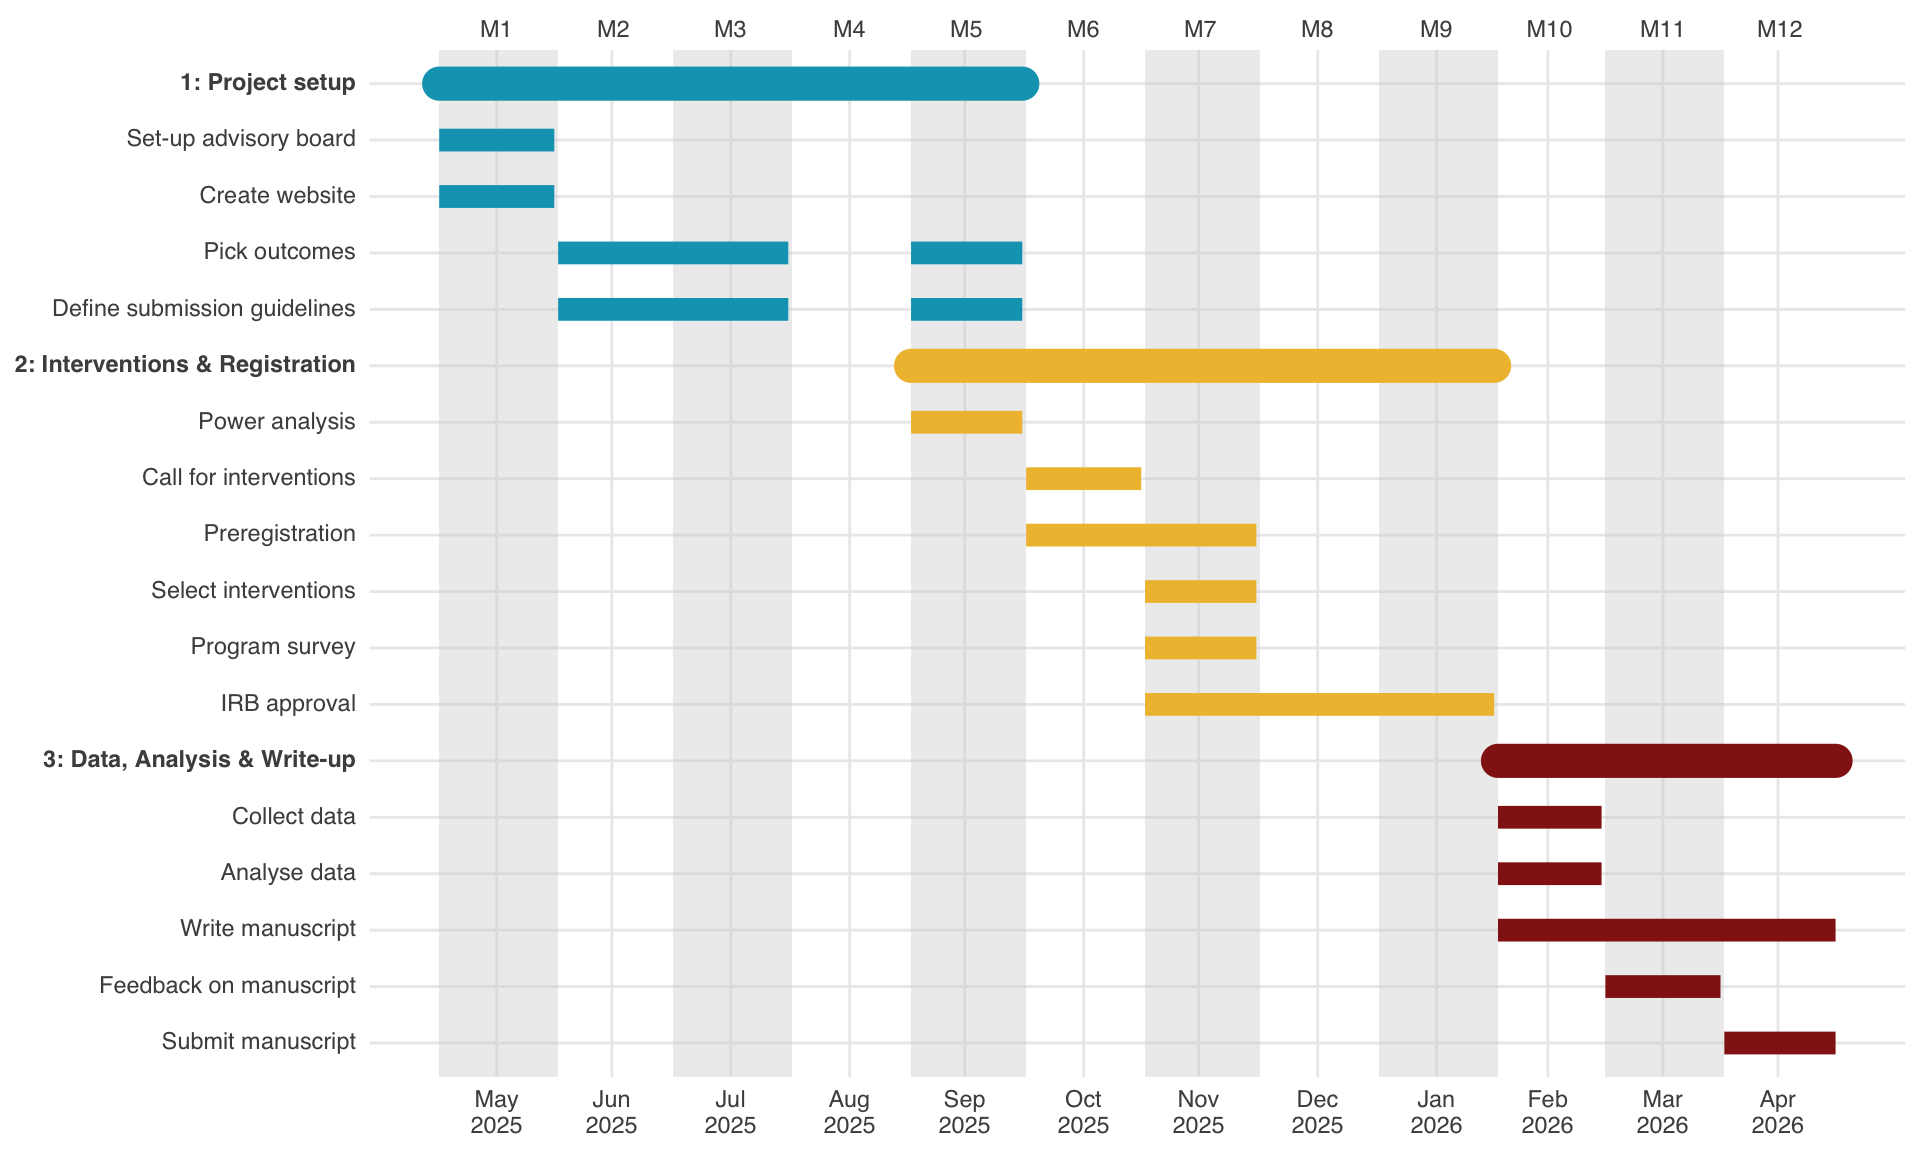 M1 M2 M3 M4 M5 M6 M7 M8 M9 M10 M11 M12
1: Project setup
Set-up advisory board
Create website
Pick outcomes
Define submission guidelines
2: Interventions & Registration
Power analysis
Call for interventions
Preregistration
Select interventions
Program survey
IRB approval
3: Data, Analysis & Write-up
Collect data
Analyse data
Write manuscript
Feedback on manuscript
Submit manuscript
May Jun Jul Aug Sep Oct Nov Dec Jan Feb Mar Apr
2025 2025 2025 2025 2025 2025 2025 2025 2026 2026 2026 2026